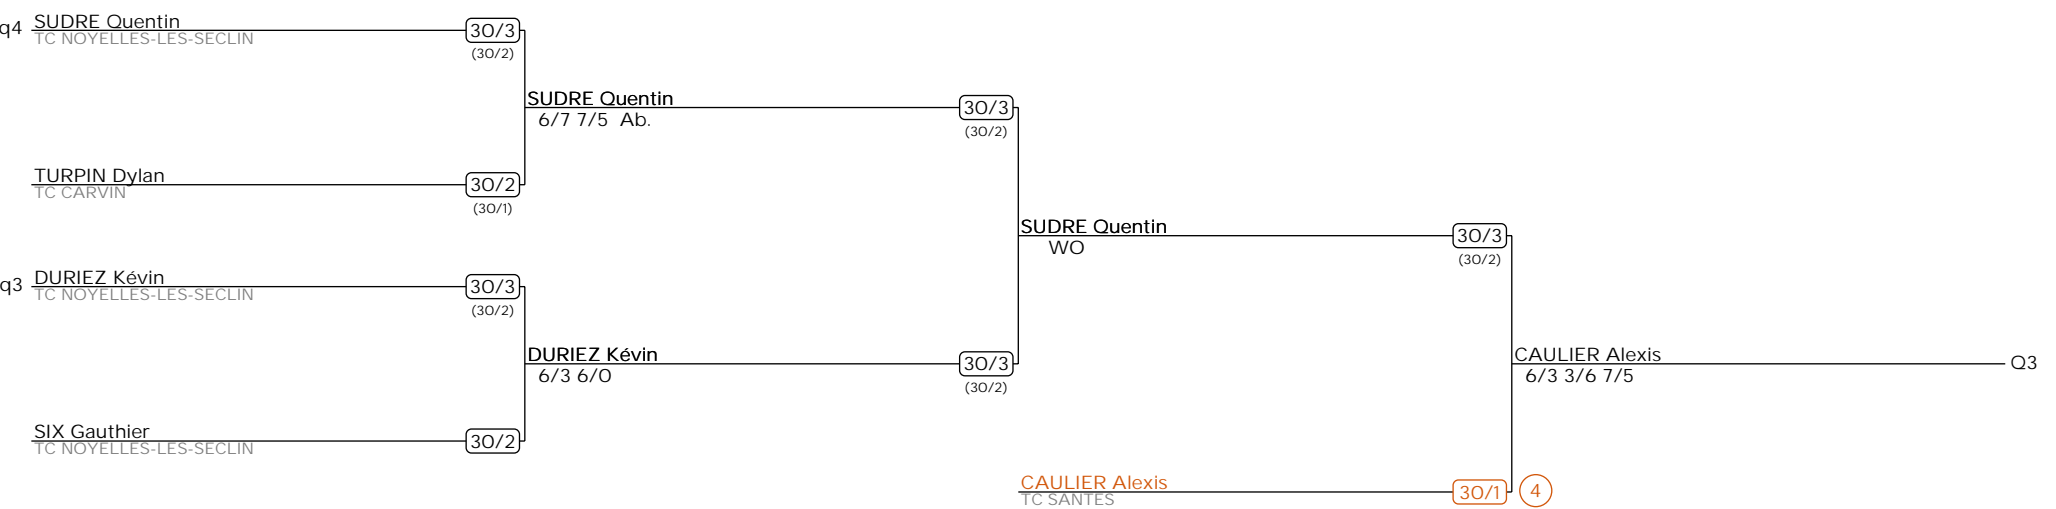 q4 SUDRE Quentin
TC NOYELLES-LES-SECLIN
30/3
(30/2)
SUDRE Quentin
6/7 7/5 Ab.
30/3
(30/2)
TURPIN Dylan
TC CARVIN
30/2
(30/1)
SUDRE Quentin
WO
30/3
(30/2)
q3 DURIEZ Kévin
TC NOYELLES-LES-SECLIN
30/3
(30/2)
DURIEZ Kévin
6/3 6/0
30/3
(30/2)
CAULIER Alexis
6/3 3/6 7/5
Q3
SIX Gauthier
TC NOYELLES-LES-SECLIN
30/2
CAULIER Alexis
TC SANTES
30/1
4